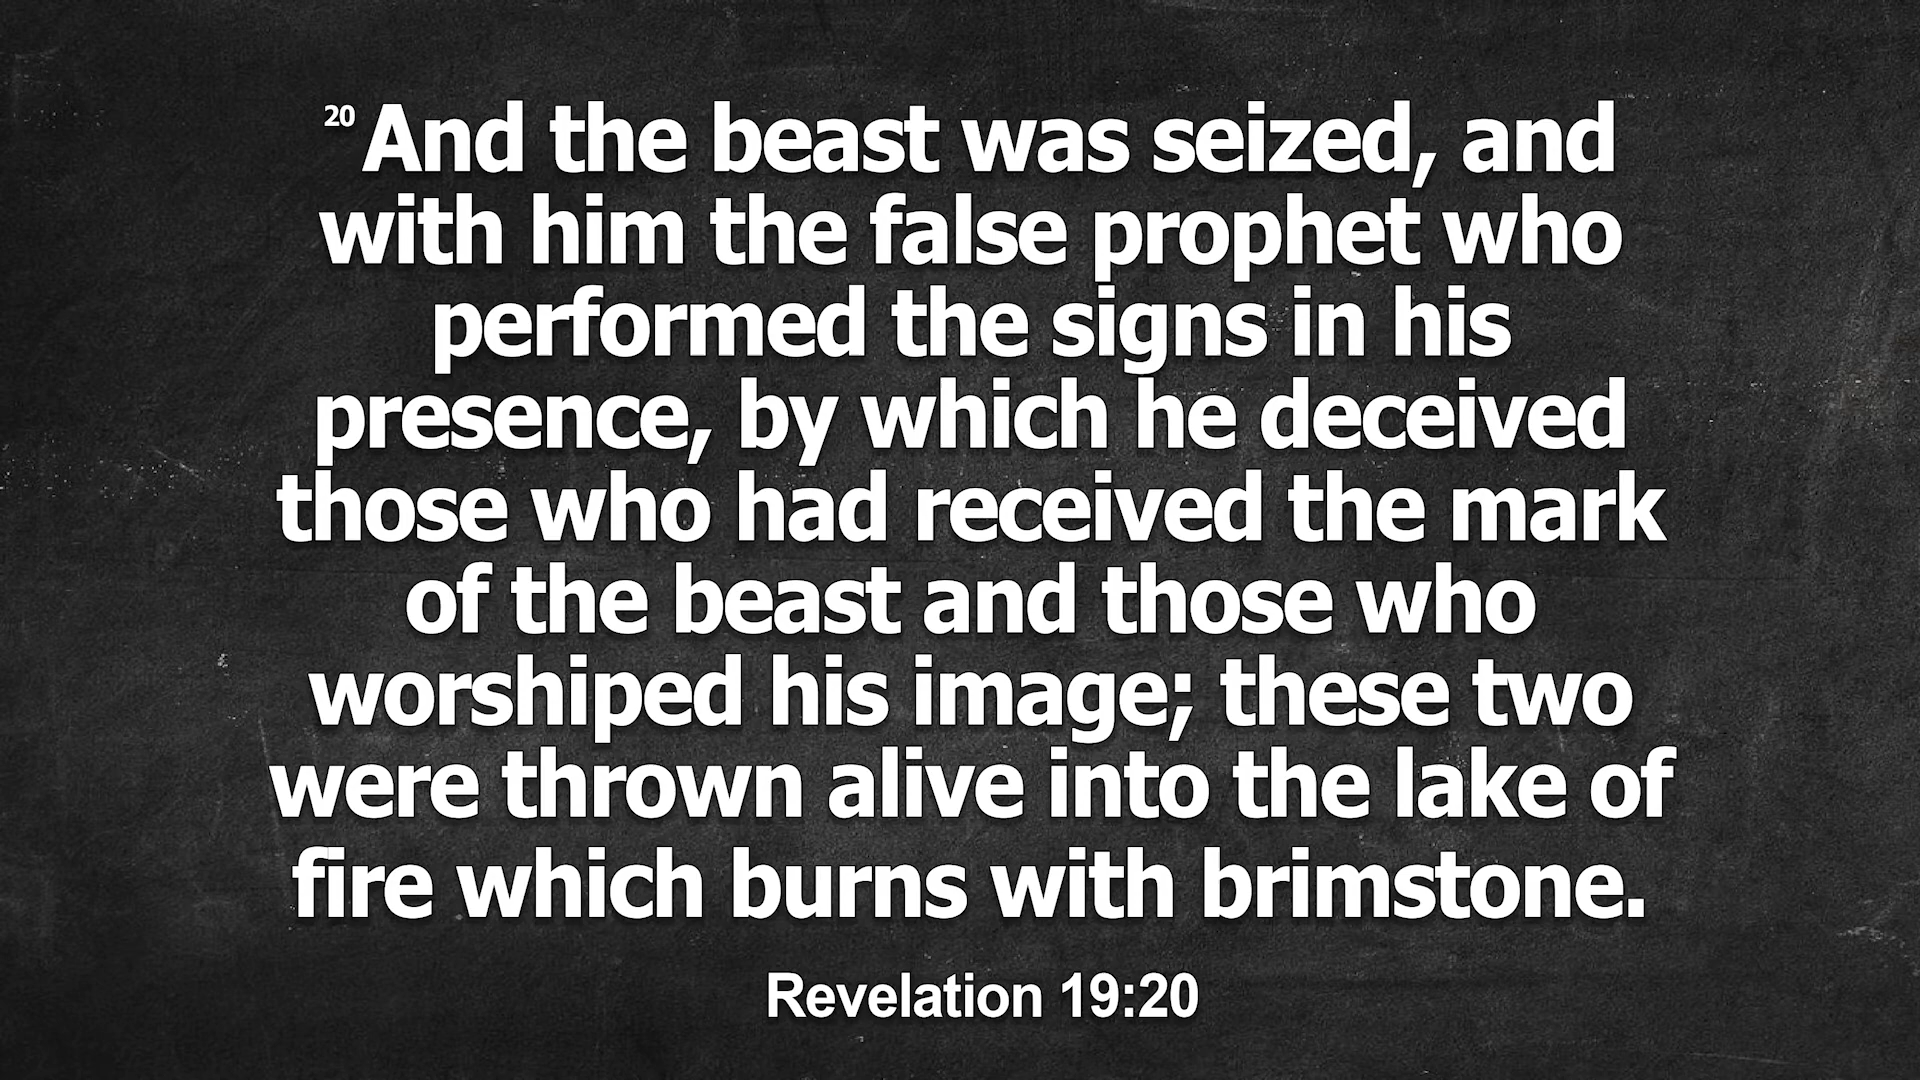 20 And the beast was seized, and
with him the false prophet who
performed the signs in his
presence, by which he deceived
those who had received the mark
of the beast and those who
worshiped his image; these two
were thrown alive into the lake of
fire which burns with brimstone.
Revelation 19:20